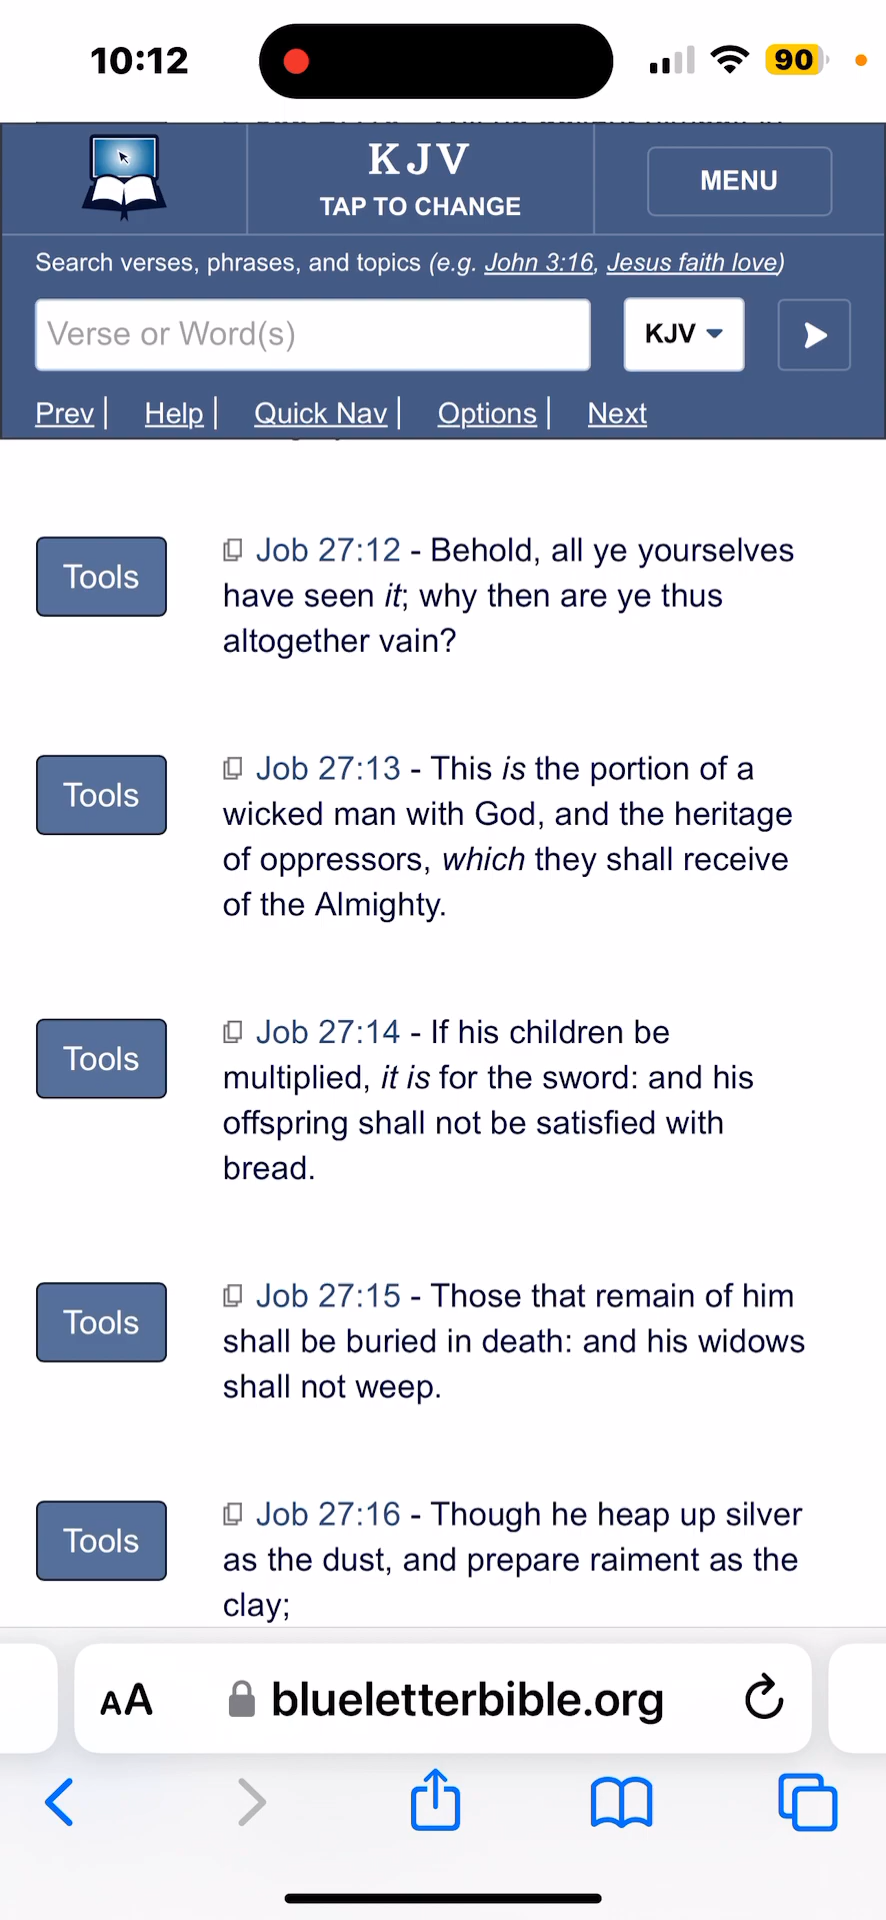 10:12
90
KJV
TAP TO CHANGE
MENU
Search verses, phrases, and topics (e.g. John 3:16, Jesus faith love)
Verse or Word(s)
KJV
Prev | Help | Quick Nav | Options | Next
Tools
Job 27:12 - Behold, all ye yourselves
have seen it; why then are ye thus
altogether vain?
Tools
Job 27:13 - This is the portion of a
wicked man with God, and the heritage
of oppressors, which they shall receive
of the Almighty.
Tools
Job 27:14 - If his children be
multiplied, it is for the sword: and his
offspring shall not be satisfied with
bread.
Tools
Job 27:15 - Those that remain of him
shall be buried in death: and his widows
shall not weep.
Tools
Job 27:16 - Though he heap up silver
as the dust, and prepare raiment as the
clay;
AA blueletterbible.org